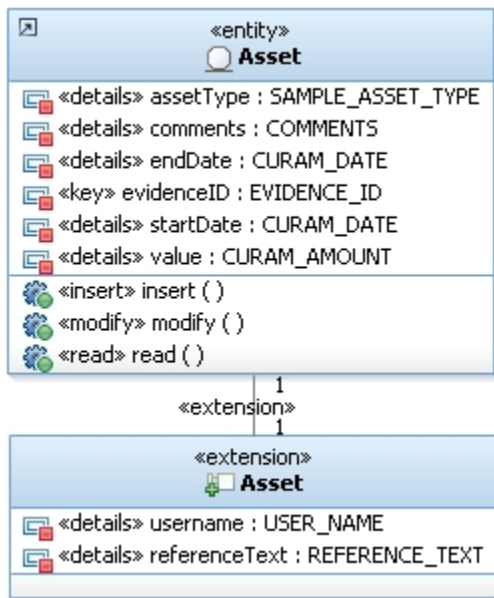 «entity»
Asset
«details» assetType : SAMPLE_ASSET_TYPE
«details» comments : COMMENTS
«details» endDate : CURAM_DATE
«key» evidenceID : EVIDENCE_ID
«details» startDate : CURAM_DATE
«details» value : CURAM_AMOUNT
«insert» insert ( )
«modify» modify ( )
«read» read ( )
1
«extension»
1
«extension»
Asset
«details» username : USER_NAME
«details» referenceText : REFERENCE_TEXT